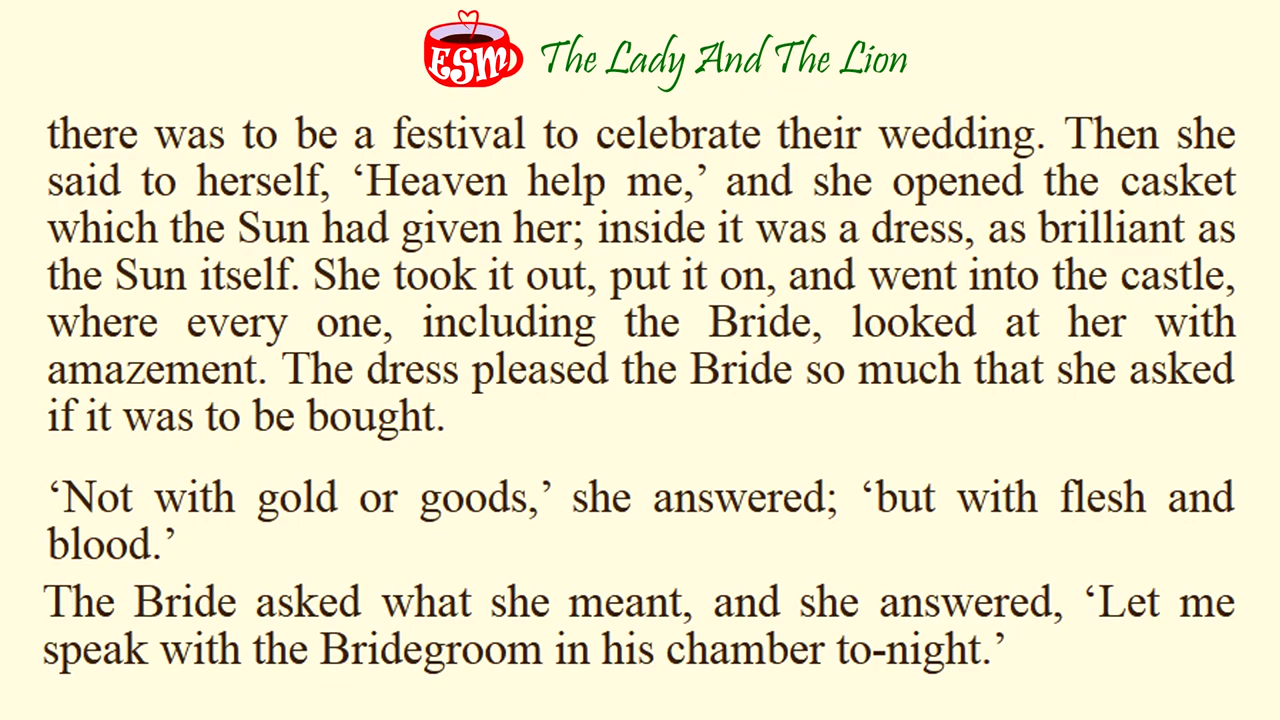 ESM The Lady And The Lion
there was to be a festival to celebrate their wedding. Then she
said to herself, ‘Heaven help me,’ and she opened the casket
which the Sun had given her; inside it was a dress, as brilliant as
the Sun itself. She took it out, put it on, and went into the castle,
where every one, including the Bride, looked at her with
amazement. The dress pleased the Bride so much that she asked
if it was to be bought.
‘Not with gold or goods,’ she answered; ‘but with flesh and
blood.’
The Bride asked what she meant, and she answered, ‘Let me
speak with the Bridegroom in his chamber to-night.’